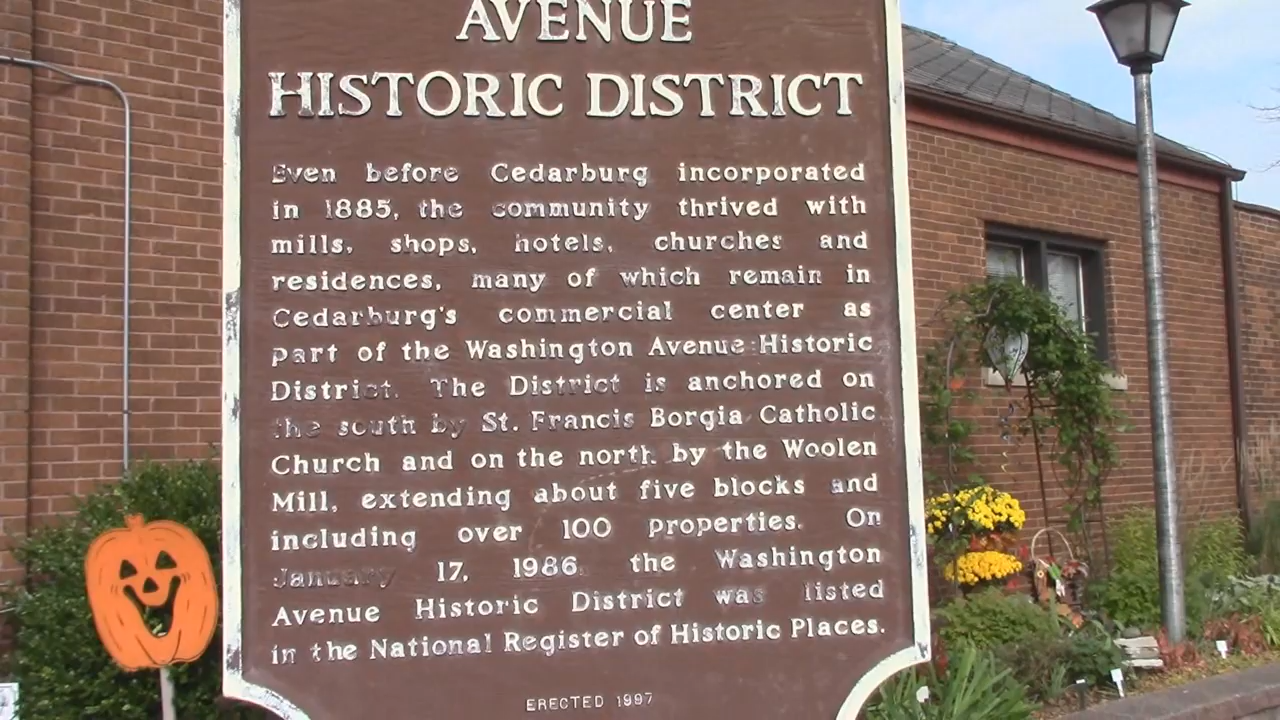 AVENUE
HISTORIC DISTRICT
Even before Cedarburg incorporated
in 1885, the community thrived with
mills, shops, hotels, churches and
residences, many of which remain in
Cedarburg's commercial center as
part of the Washington Avenue Historic
District. The District is anchored on
the south by St. Francis Borgia Catholic
Church and on the north by the Woolen
Mill, extending about five blocks and
including over 100 properties. On
January 17, 1986 the Washington
Avenue Historic District was listed
in the National Register of Historic Places.
ERECTED 1997